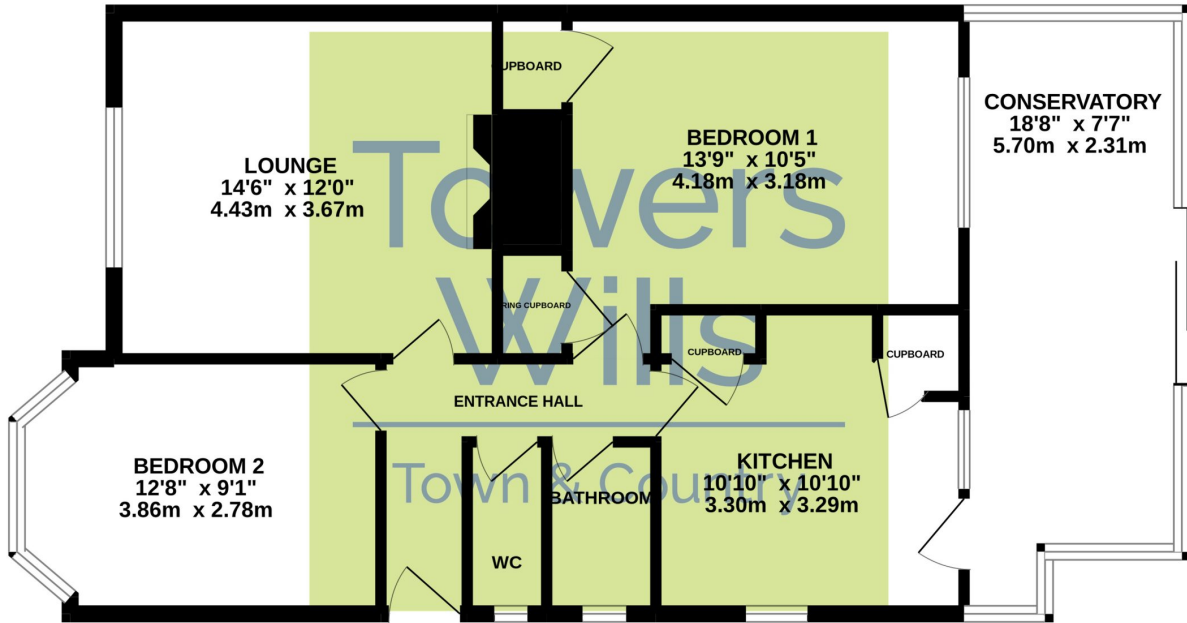 CUPBOARD
CONSERVATORY
18'8" x 7'7"
5.70m x 2.31m
BEDROOM 1
13'9" x 10'5"
4.18m x 3.18m
LOUNGE
14'6" x 12'0"
4.43m x 3.67m
Towers
Wills
RING CUPBOARD
CUPBOARD
CUPBOARD
ENTRANCE HALL
BEDROOM 2
12'8" x 9'1"
3.86m x 2.78m
KITCHEN
10'10" x 10'10"
3.30m x 3.29m
Town & Country
BATHROOM
WC